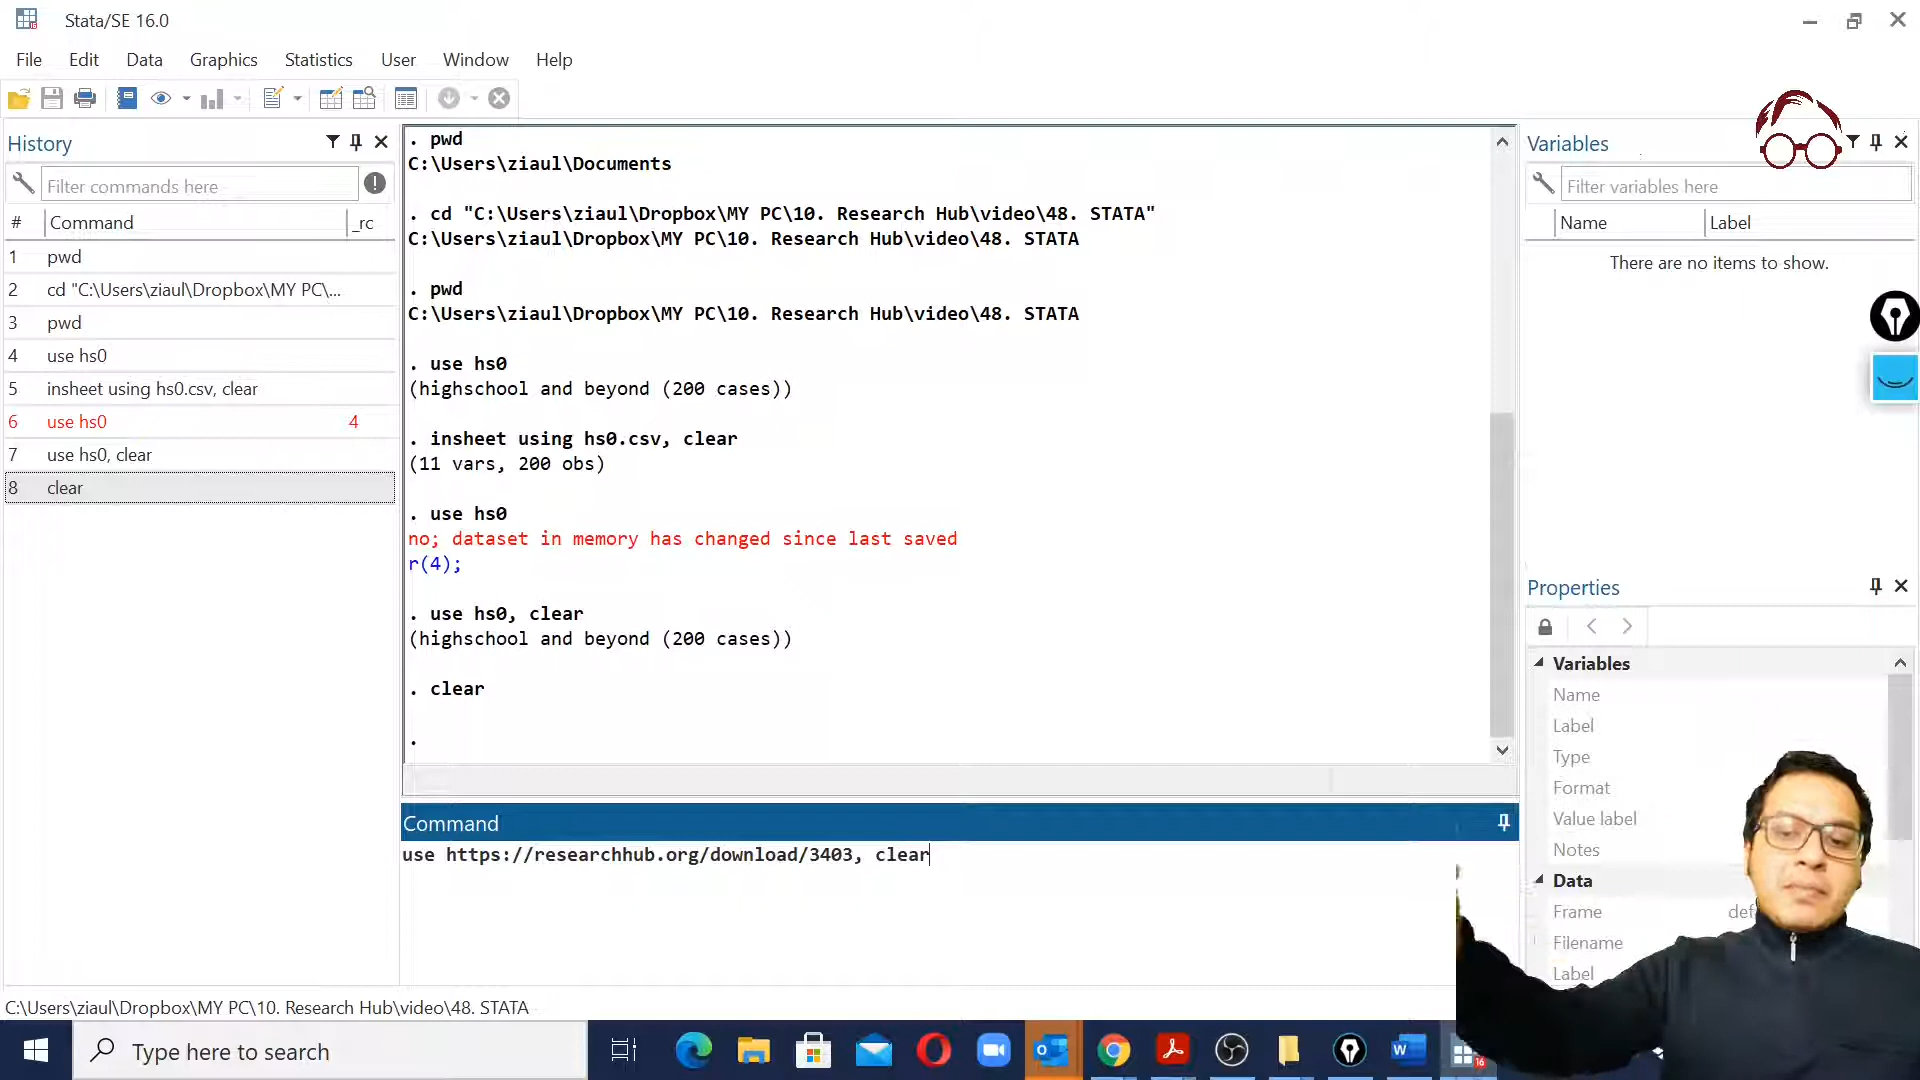 Stata/SE 16.0
File Edit Data Graphics Statistics User Window Help
History
Filter commands here
# Command _rc
1 pwd
2 cd "C:\Users\ziaul\Dropbox\MY PC\...
3 pwd
4 use hs0
5 insheet using hs0.csv, clear
6 use hs0 4
7 use hs0, clear
8 clear
. pwd
C:\Users\ziaul\Documents
. cd "C:\Users\ziaul\Dropbox\MY PC\10. Research Hub\video\48. STATA"
C:\Users\ziaul\Dropbox\MY PC\10. Research Hub\video\48. STATA
. pwd
C:\Users\ziaul\Dropbox\MY PC\10. Research Hub\video\48. STATA
. use hs0
(highschool and beyond (200 cases))
. insheet using hs0.csv, clear
(11 vars, 200 obs)
. use hs0
no; dataset in memory has changed since last saved
r(4);
. use hs0, clear
(highschool and beyond (200 cases))
. clear
.
Command
use https://researchhub.org/download/3403, clear
Variables
Filter variables here
Name Label
There are no items to show.
Properties
Variables
Name
Label
Type
Format
Value label
Notes
Data
Frame def
Filename
Label
C:\Users\ziaul\Dropbox\MY PC\10. Research Hub\video\48. STATA
Type here to search
16